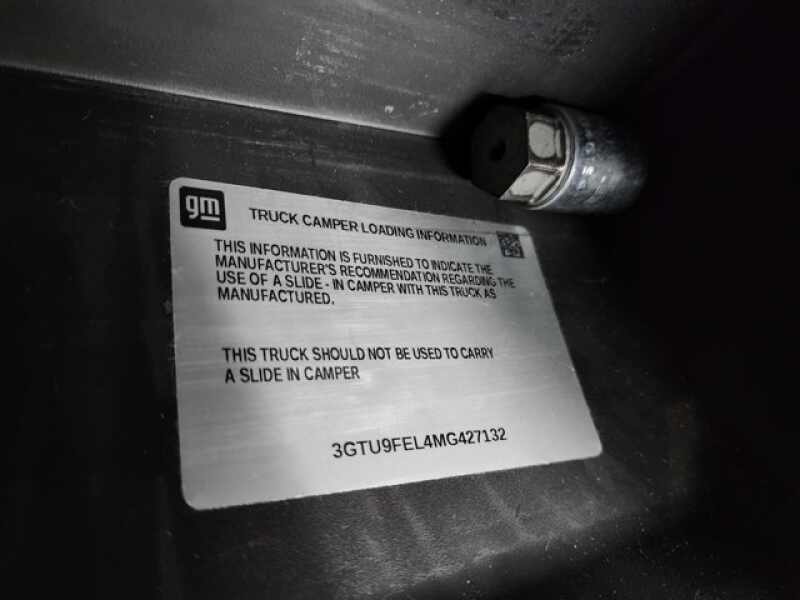 gm
TRUCK CAMPER LOADING INFORMATION
THIS INFORMATION IS FURNISHED TO INDICATE THE
MANUFACTURER'S RECOMMENDATION REGARDING THE
USE OF A SLIDE - IN CAMPER WITH THIS TRUCK AS
MANUFACTURED.
THIS TRUCK SHOULD NOT BE USED TO CARRY
A SLIDE IN CAMPER
3GTU9FEL4MG427132